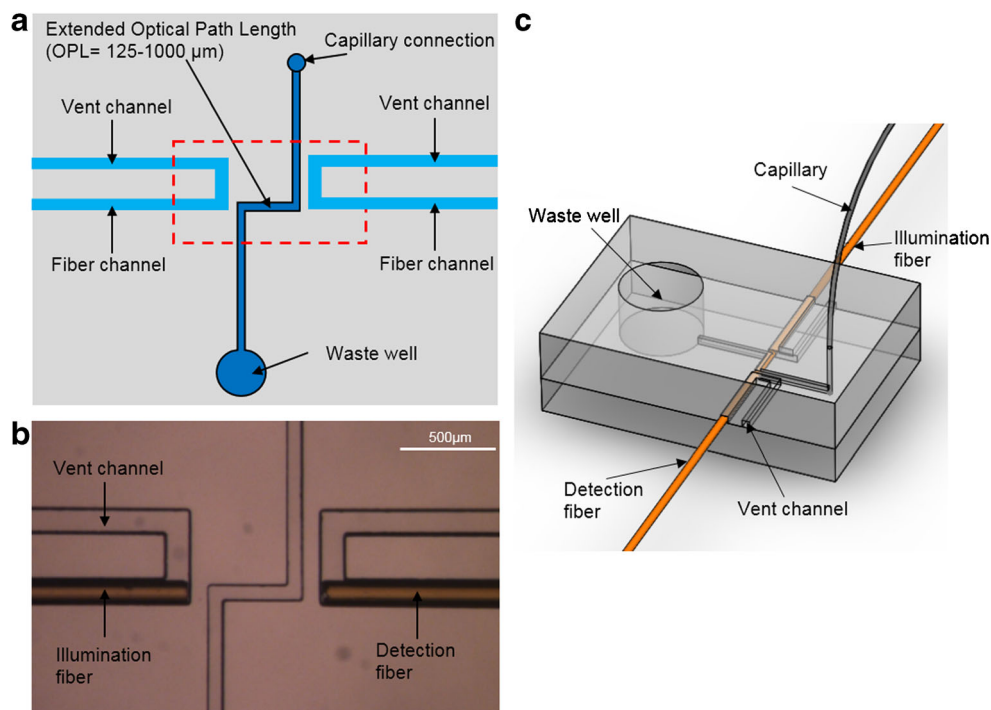 a
Extended Optical Path Length
(OPL= 125-1000 µm)
Capillary connection
Vent channel
Vent channel
Fiber channel
Fiber channel
Waste well
b
500µm
Vent channel
Illumination
fiber
Detection
fiber
c
Capillary
Waste well
Illumination
fiber
Detection
fiber
Vent channel